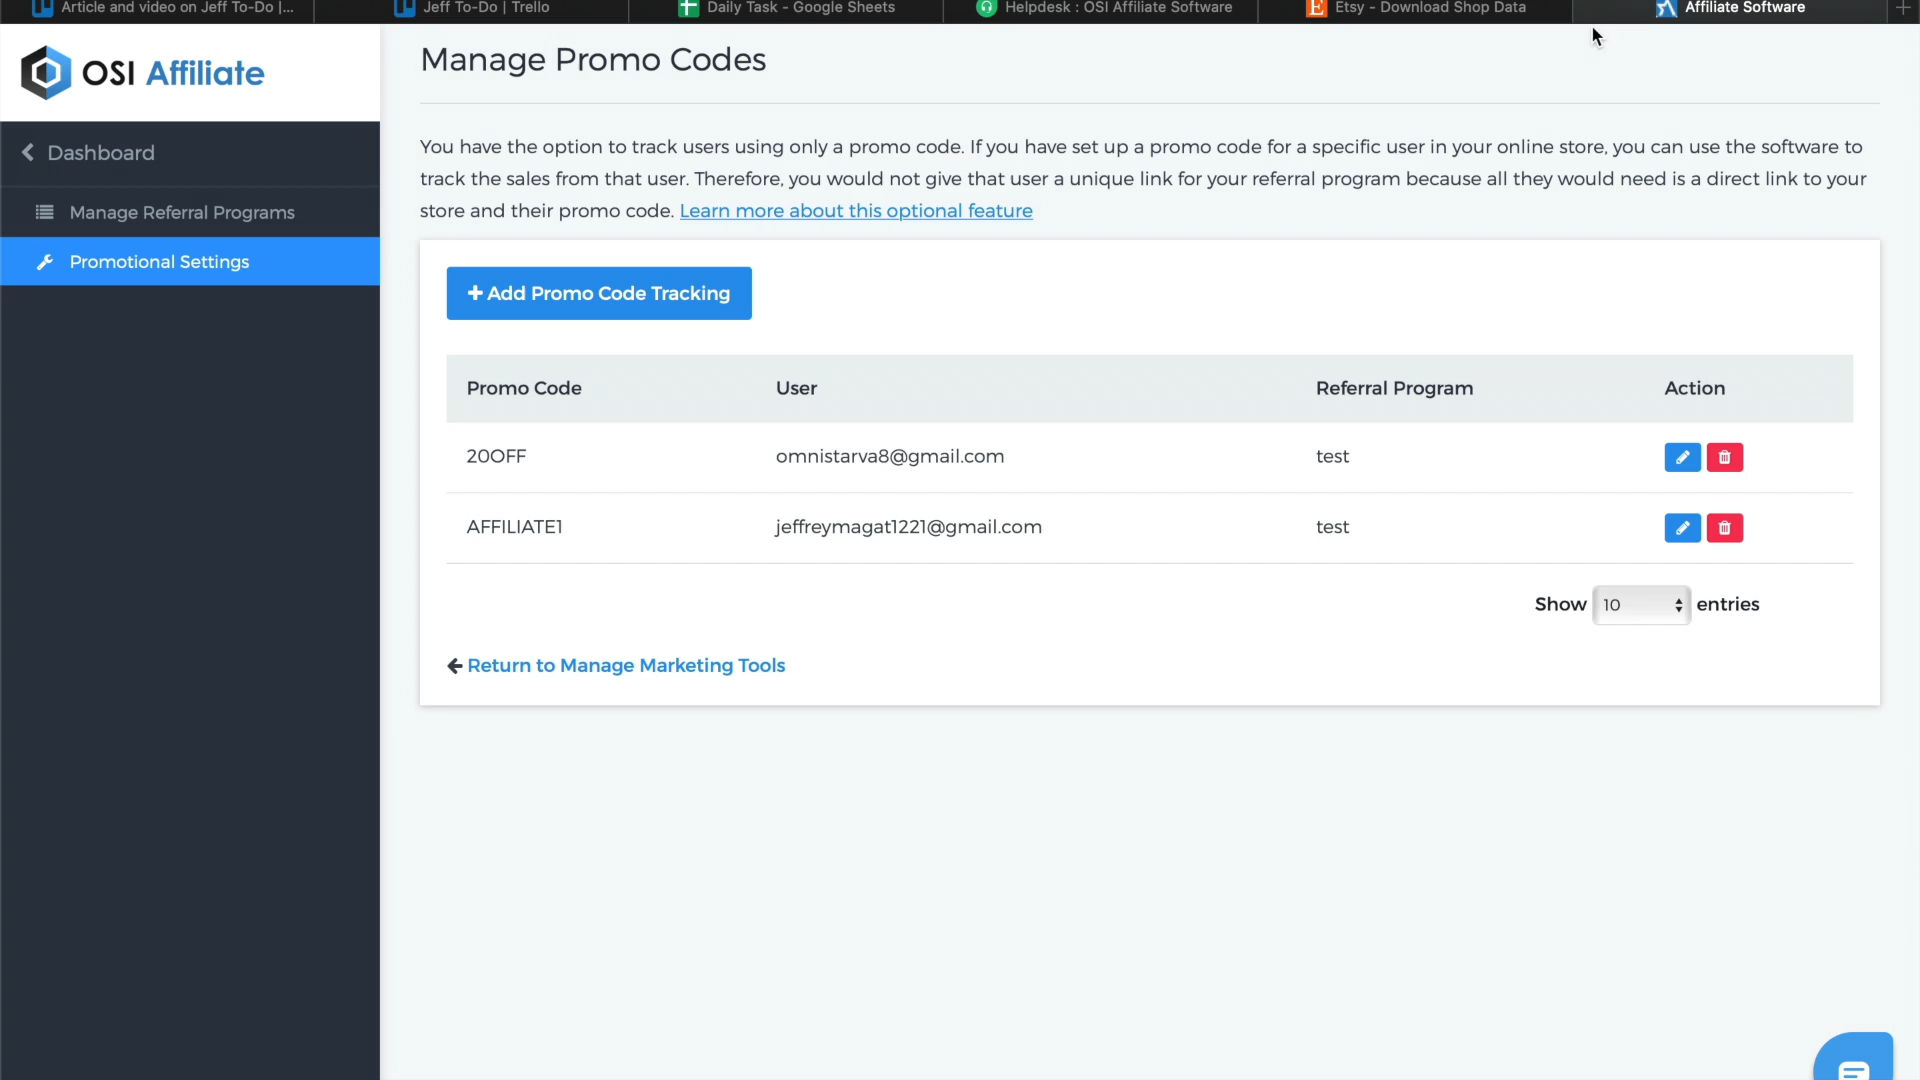 Article and video on Jeff To-Do |...
Jeff To-Do | Trello
Daily Task - Google Sheets
Helpdesk : OSI Affiliate Software
Etsy - Download Shop Data
Affiliate Software
OSI Affiliate
Dashboard
Manage Referral Programs
Promotional Settings
Manage Promo Codes
You have the option to track users using only a promo code. If you have set up a promo code for a specific user in your online store, you can use the software to
track the sales from that user. Therefore, you would not give that user a unique link for your referral program because all they would need is a direct link to your
store and their promo code. Learn more about this optional feature
+ Add Promo Code Tracking
Promo Code User Referral Program Action
20OFF omnistarva8@gmail.com test
AFFILIATE1 jeffreymagat1221@gmail.com test
Show 10 entries
Return to Manage Marketing Tools